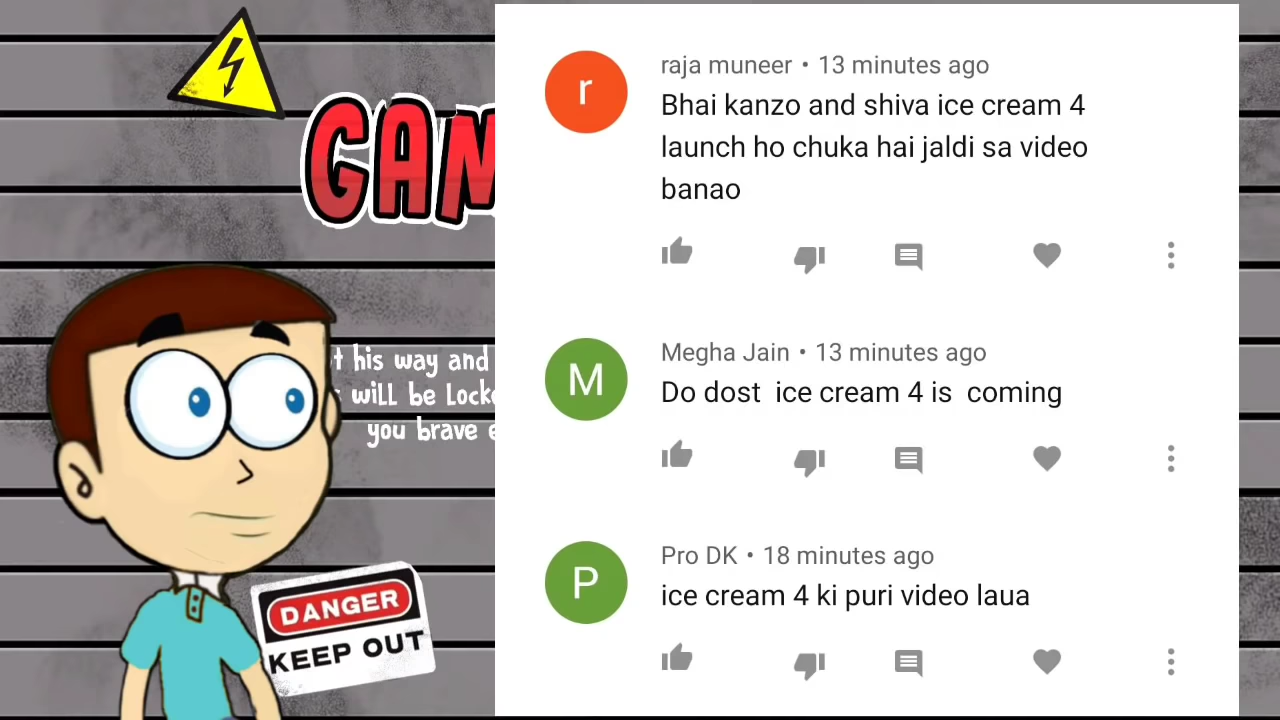 GAM
t his way and
will be Locke
you brave e
DANGER
KEEP OUT
r
raja muneer • 13 minutes ago
Bhai kanzo and shiva ice cream 4
launch ho chuka hai jaldi sa video
banao
M
Megha Jain • 13 minutes ago
Do dost ice cream 4 is coming
P
Pro DK • 18 minutes ago
ice cream 4 ki puri video laua